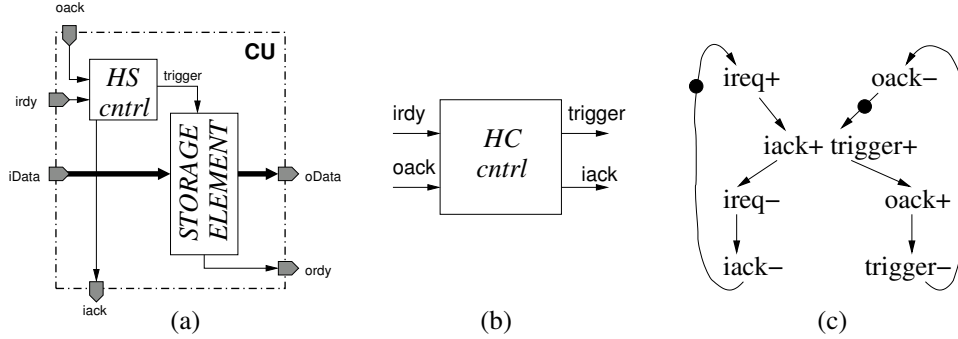 oack
CU
HS
cntrl
trigger
irdy
iData
STORAGE
ELEMENT
oData
ordy
iack
(a)
irdy
oack
HC
cntrl
trigger
iack
(b)
ireq+
oack−
iack+ trigger+
ireq−
oack+
iack−
trigger−
(c)